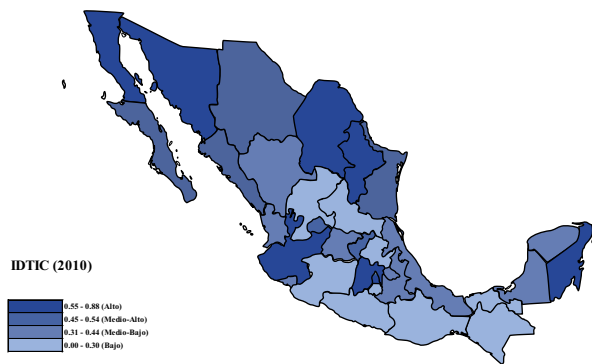 IDTIC (2010)
0.55 - 0.88 (Alto)
0.45 - 0.54 (Medio-Alto)
0.31 - 0.44 (Medio-Bajo)
0.00 - 0.30 (Bajo)